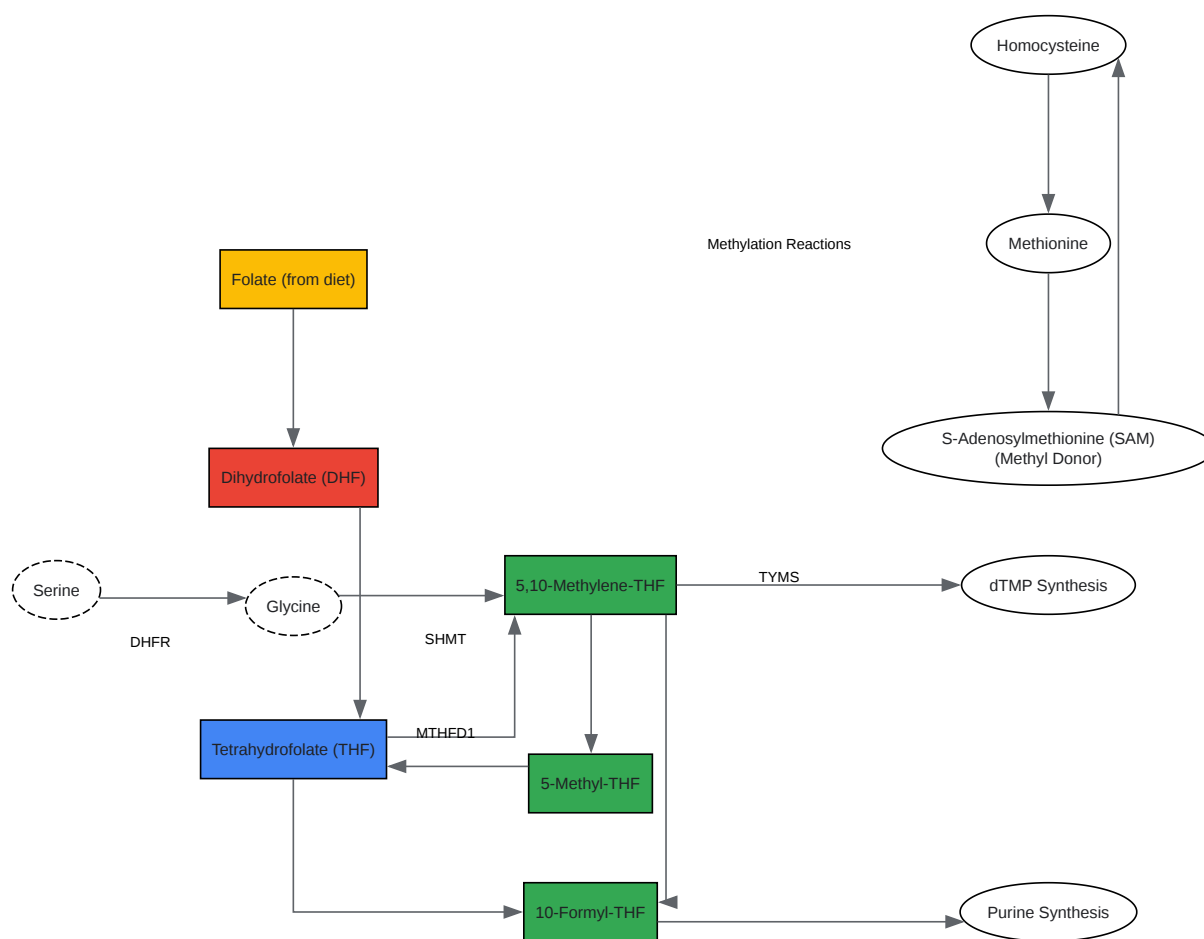 Homocysteine
Methylation Reactions
Methionine
Folate (from diet)
S-Adenosylmethionine (SAM)
(Methyl Donor)
Dihydrofolate (DHF)
Serine
Glycine
5,10-Methylene-THF
TYMS
dTMP Synthesis
DHFR
SHMT
MTHFD1
Tetrahydrofolate (THF)
5-Methyl-THF
10-Formyl-THF
Purine Synthesis